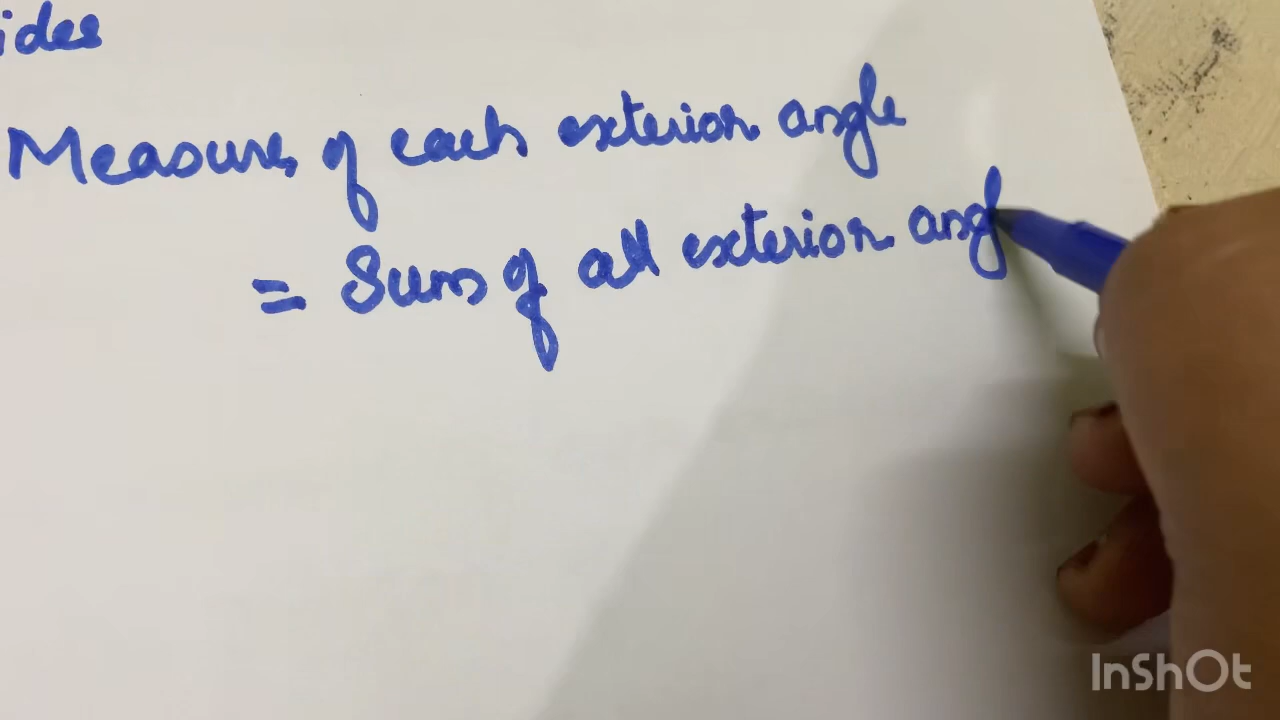 ides
Measure of each exterior angle
= Sum of all exterior angl
InShOt